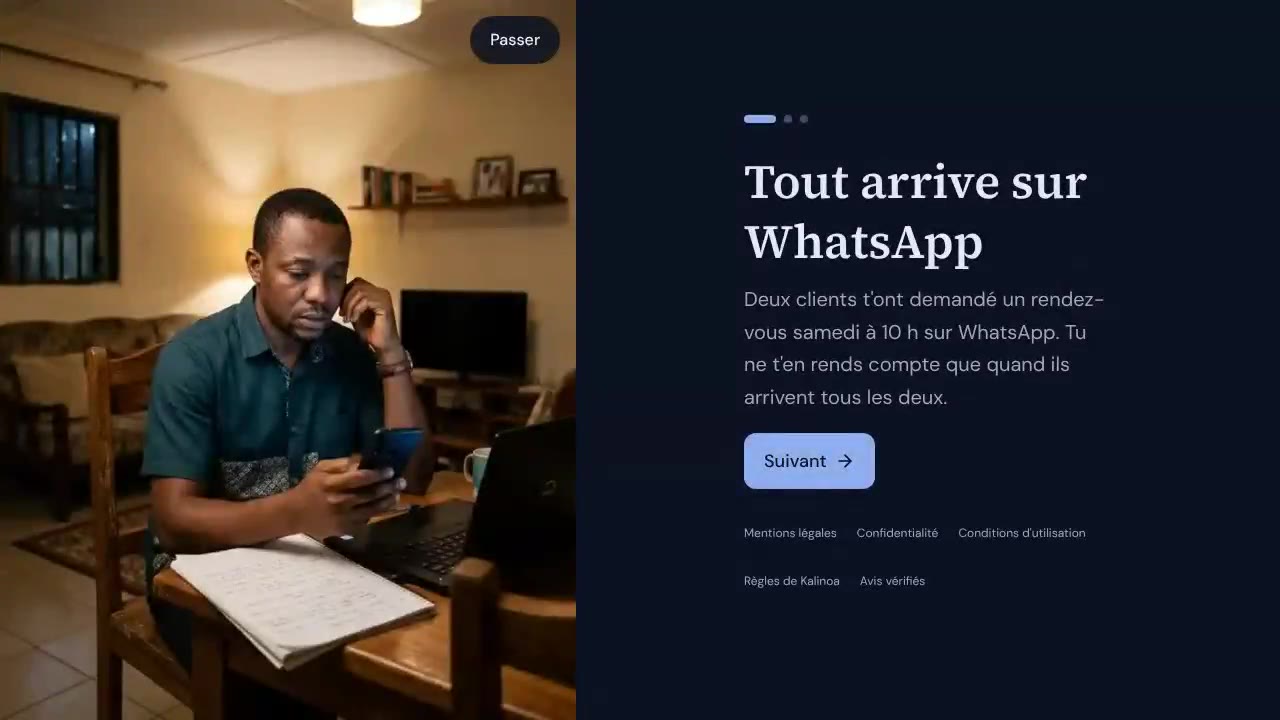 Passer
Tout arrive sur
WhatsApp
Deux clients t'ont demandé un rendez-
vous samedi à 10 h sur WhatsApp. Tu
ne t'en rends compte que quand ils
arrivent tous les deux.
Suivant →
Mentions légales Confidentialité Conditions d'utilisation
Règles de Kalinoa Avis vérifiés